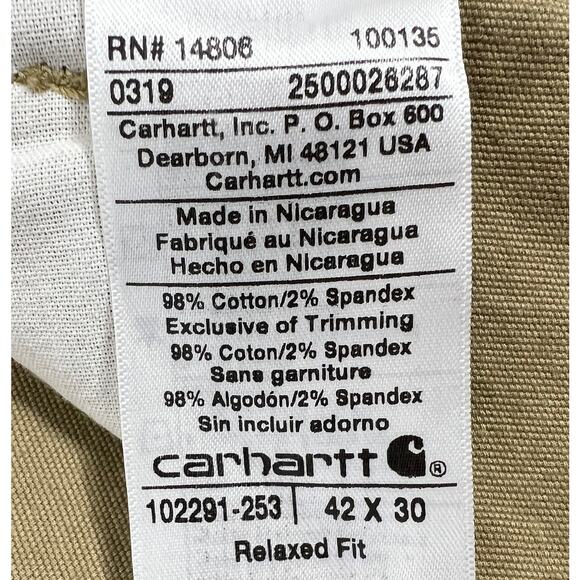 RN# 14806 100135
0319 2500026287
Carhartt, Inc. P. O. Box 600
Dearborn, MI 48121 USA
Carhartt.com
Made in Nicaragua
Fabriqué au Nicaragua
Hecho en Nicaragua
98% Cotton/2% Spandex
Exclusive of Trimming
98% Coton/2% Spandex
Sans garniture
98% Algodón/2% Spandex
Sin incluir adorno
carhartt ®
102291-253 | 42 X 30
Relaxed Fit